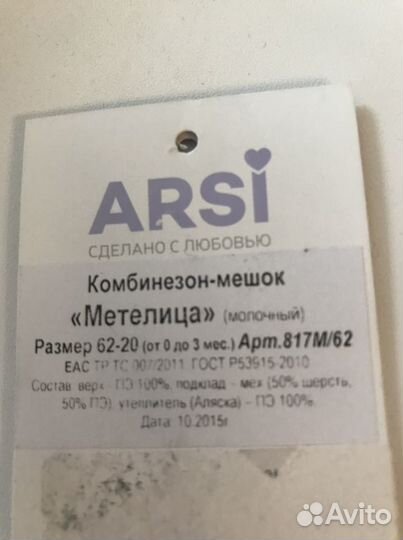 ARSi
СДЕЛАНО С ЛЮБОВЬЮ
Комбинезон-мешок
«Метелица» (молочный)
Размер 62-20 (от 0 до 3 мес.) Арт.817М/62
ЕАС ТР ТС 007/2011, ГОСТ Р53915-2010
Состав: верх - ПЭ 100%, подклад - мех (50% шерсть,
50% ПЭ), утеплитель (Аляска) - ПЭ 100%.
Дата: 10.2015г
Avito